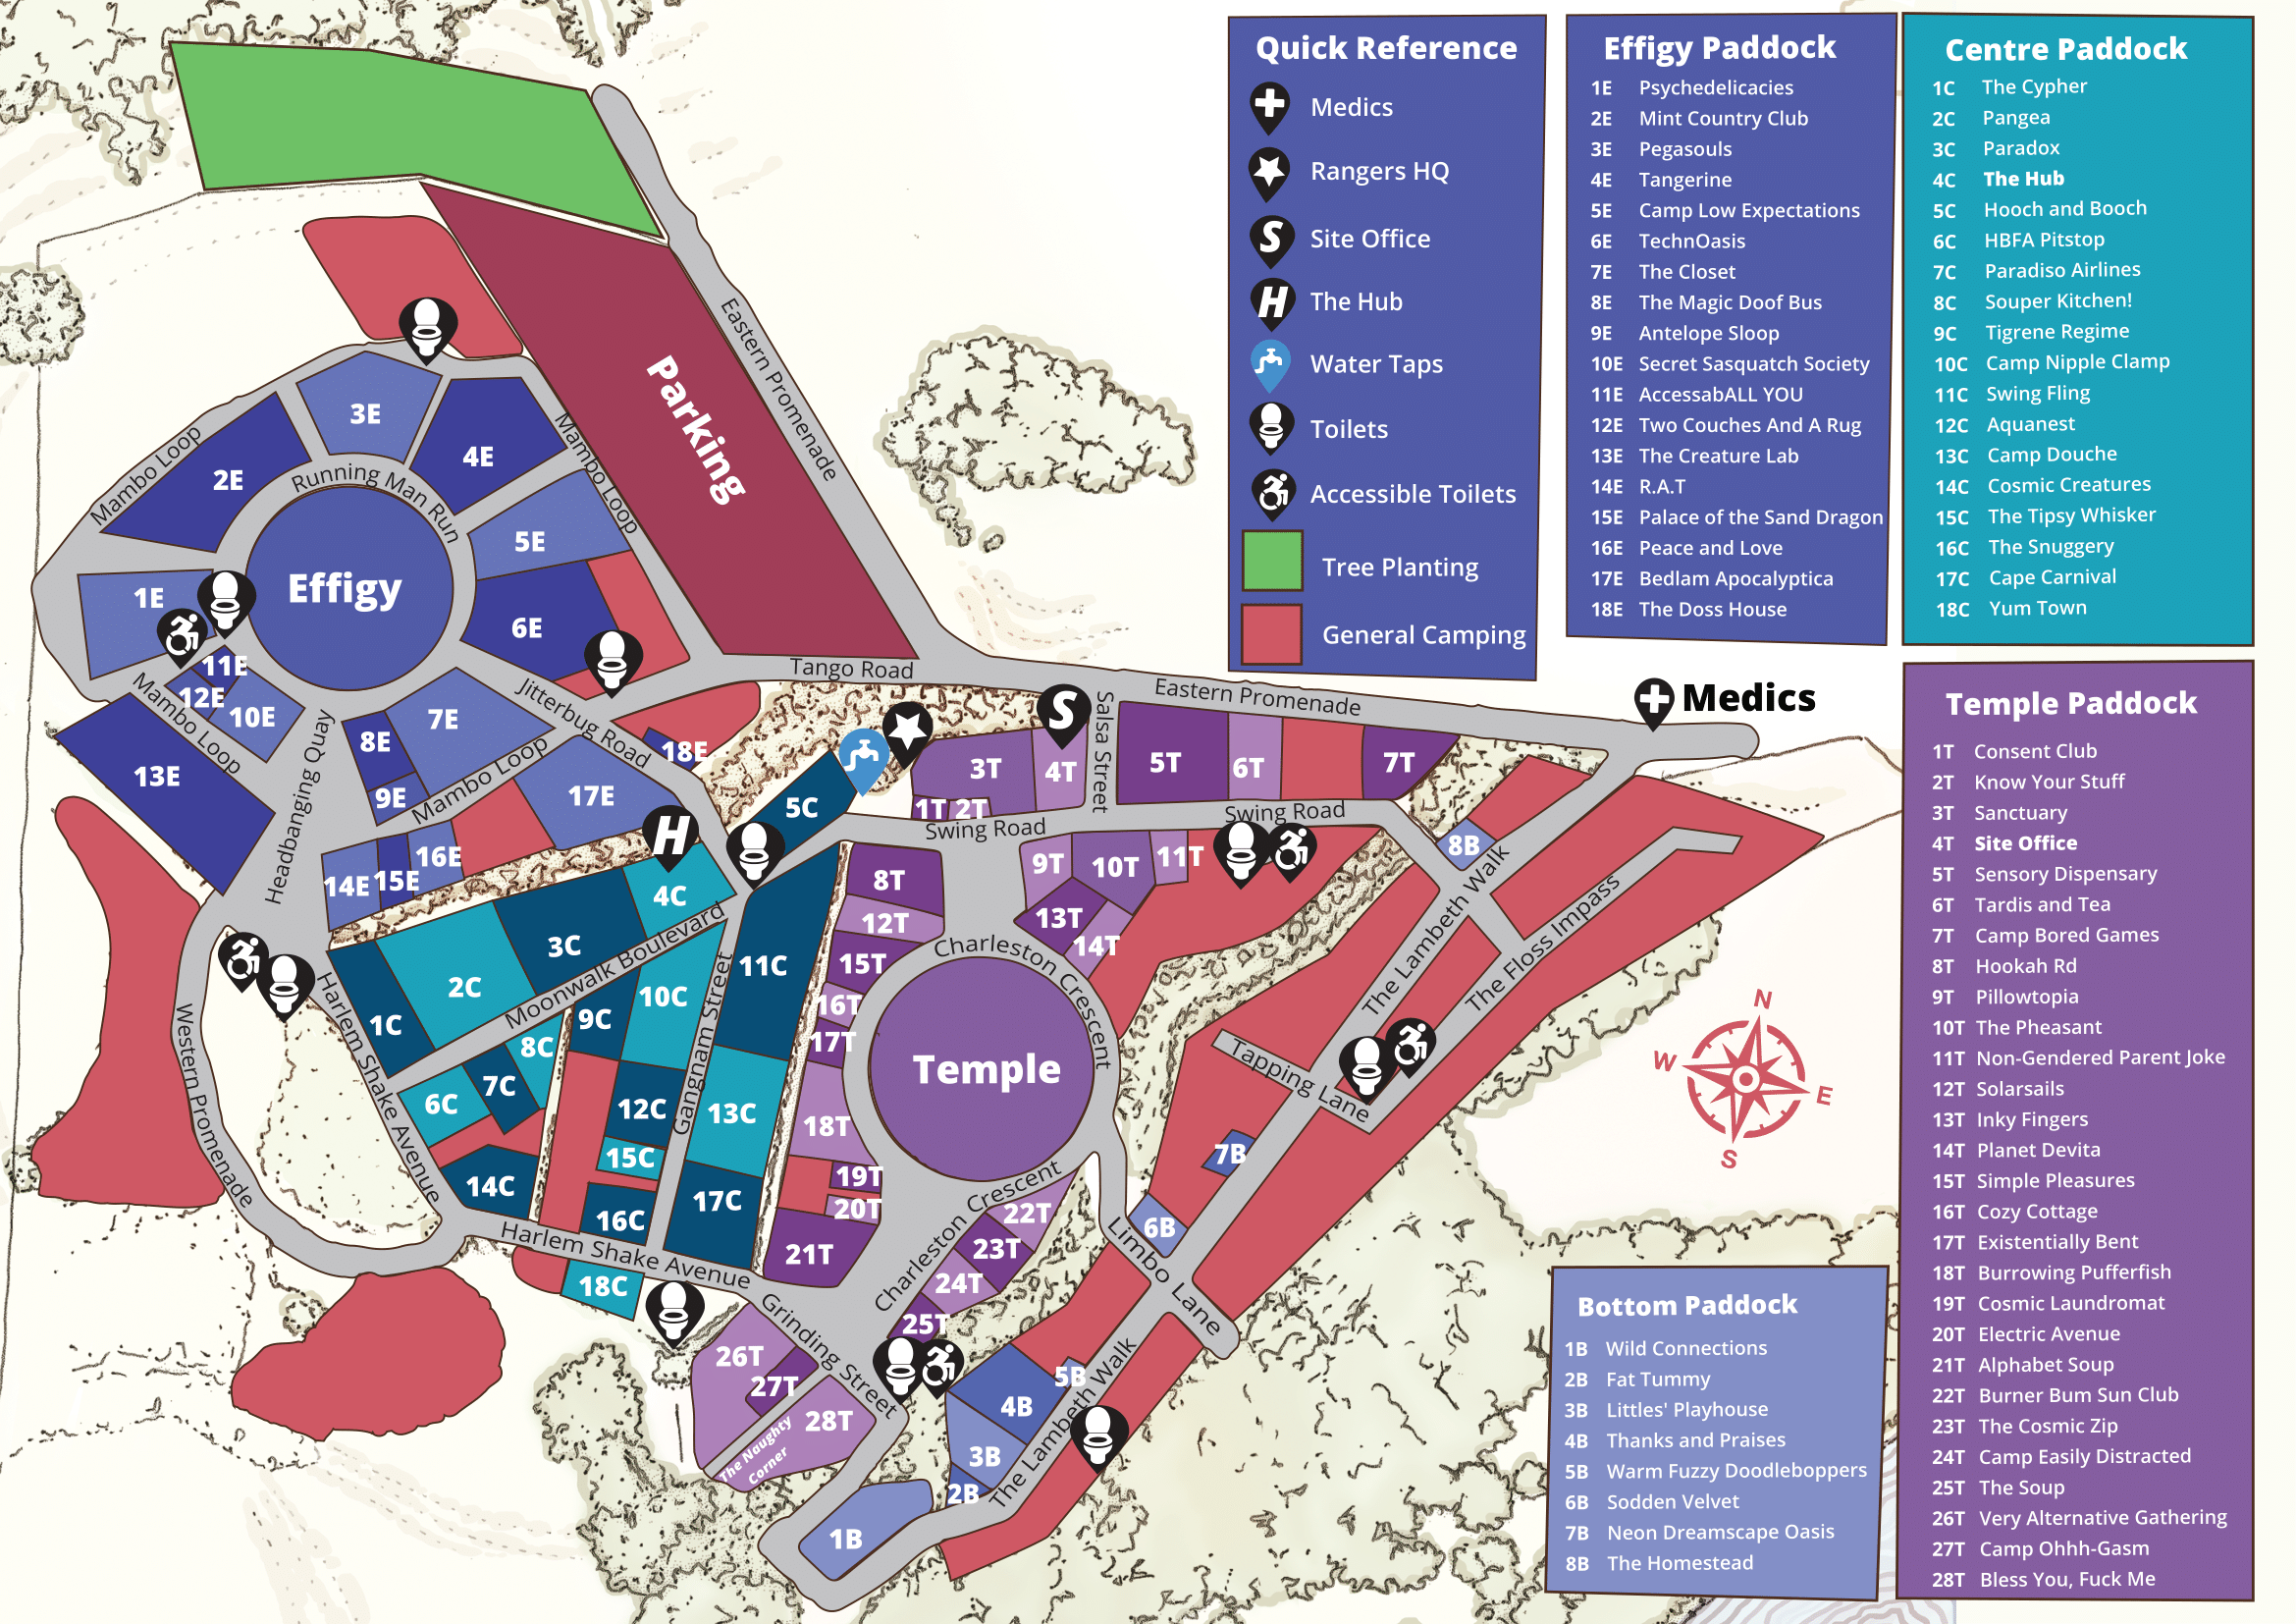 Quick Reference
Medics
Rangers HQ
S
Site Office
H
The Hub
Water Taps
Toilets
Accessible Toilets
Tree Planting
General Camping
Effigy Paddock
1E Psychedelicacies
2E Mint Country Club
3E Pegasouls
4E Tangerine
5E Camp Low Expectations
6E TechnOasis
7E The Closet
8E The Magic Doof Bus
9E Antelope Sloop
10E Secret Sasquatch Society
11E AccessabALL YOU
12E Two Couches And A Rug
13E The Creature Lab
14E R.A.T
15E Palace of the Sand Dragon
16E Peace and Love
17E Bedlam Apocalyptica
18E The Doss House
Centre Paddock
1C The Cypher
2C Pangea
3C Paradox
4C The Hub
5C Hooch and Booch
6C HBFA Pitstop
7C Paradiso Airlines
8C Souper Kitchen!
9C Tigrene Regime
10C Camp Nipple Clamp
11C Swing Fling
12C Aquanest
13C Camp Douche
14C Cosmic Creatures
15C The Tipsy Whisker
16C The Snuggery
17C Cape Carnival
18C Yum Town
Temple Paddock
1T Consent Club
2T Know Your Stuff
3T Sanctuary
4T Site Office
5T Sensory Dispensary
6T Tardis and Tea
7T Camp Bored Games
8T Hookah Rd
9T Pillowtopia
10T The Pheasant
11T Non-Gendered Parent Joke
12T Solarsails
13T Inky Fingers
14T Planet Devita
15T Simple Pleasures
16T Cozy Cottage
17T Existentially Bent
18T Burrowing Pufferfish
19T Cosmic Laundromat
20T Electric Avenue
21T Alphabet Soup
22T Burner Bum Sun Club
23T The Cosmic Zip
24T Camp Easily Distracted
25T The Soup
26T Very Alternative Gathering
27T Camp Ohhh-Gasm
28T Bless You, Fuck Me
Bottom Paddock
1B Wild Connections
2B Fat Tummy
3B Littles' Playhouse
4B Thanks and Praises
5B Warm Fuzzy Doodleboppers
6B Sodden Velvet
7B Neon Dreamscape Oasis
8B The Homestead
Medics
N
W
E
S
Parking
Eastern Promenade
Mambo Loop
Mambo Loop
Running Man Run
Effigy
1E
2E
3E
4E
5E
6E
7E
8E
9E
10E
11E
12E
13E
14E
15E
16E
17E
18E
Mambo Loop
Mambo Loop
Jitterbug Road
Headbanging Quay
Tango Road
Eastern Promenade
Salsa Street
S
Swing Road
Swing Road
H
1T
2T
3T
4T
5T
6T
7T
8T
9T
10T
11T
12T
13T
14T
15T
16T
17T
18T
19T
20T
21T
22T
23T
24T
25T
26T
27T
28T
Temple
Charleston Crescent
Charleston Crescent
1C
2C
3C
4C
5C
6C
7C
8C
9C
10C
11C
12C
13C
14C
15C
16C
17C
18C
Moonwalk Boulevard
Gangnam Street
Harlem Shake Avenue
Harlem Shake Avenue
Western Promenade
Grinding Street
The Naughty
Corner
1B
2B
3B
4B
5B
6B
7B
8B
The Lambeth Walk
The Lambeth Walk
The Floss Impass
Tapping Lane
Limbo Lane